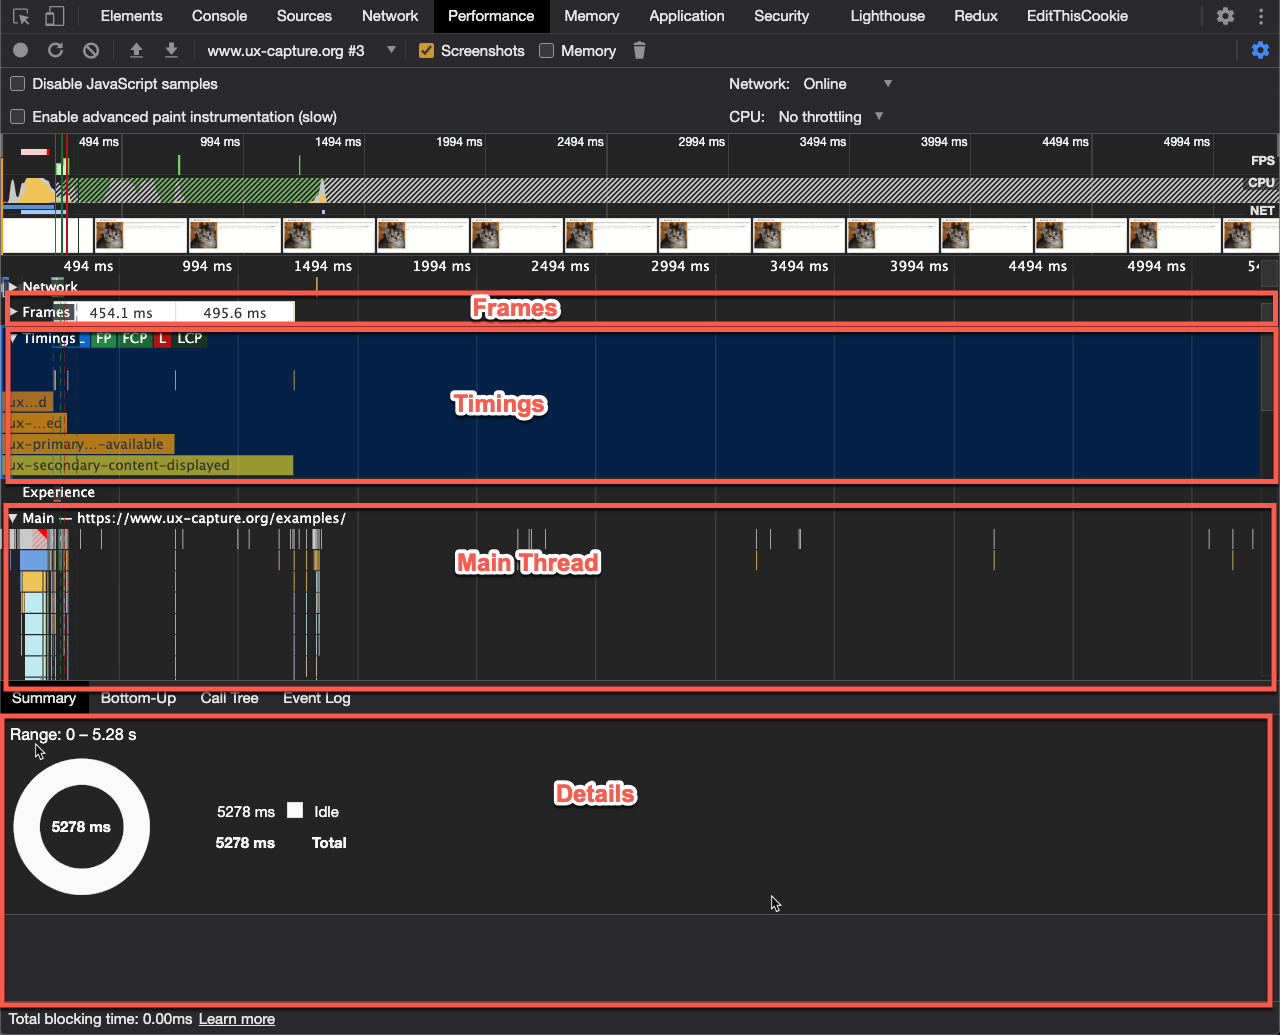 Elements Console Sources Network Performance Memory Application Security Lighthouse Redux EditThisCookie
www.ux-capture.org #3 Screenshots Memory
Disable JavaScript samples Network: Online
Enable advanced paint instrumentation (slow) CPU: No throttling
494 ms 994 ms 1494 ms 1994 ms 2494 ms 2994 ms 3494 ms 3994 ms 4494 ms 4994 ms
FPS
CPU
NET
494 ms 994 ms 1494 ms 1994 ms 2494 ms 2994 ms 3494 ms 3994 ms 4494 ms 4994 ms 54
Network
Frames 454.1 ms 495.6 ms Frames
Timings FP FCP L LCP
Timings
ux…d
ux-…ed
ux-primary…-available
ux-secondary-content-displayed
Experience
Main — https://www.ux-capture.org/examples/
Main Thread
Summary Bottom-Up Call Tree Event Log
Range: 0 – 5.28 s
Details
5278 ms Idle
5278 ms
5278 ms Total
Total blocking time: 0.00ms Learn more